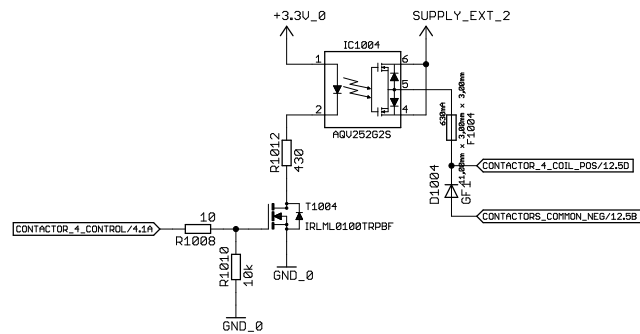 +3.3V_0
SUPPLY_EXT_2
IC1004
1
6
5
2
4
AQV252G2S
630mA
F1004
11,00mm × 3,00mm × 3,00mm
R1012
430
CONTACTOR_4_COIL_POS/12.5D
D1004
GF1
T1004
CONTACTORS_COMMON_NEG/12.5B
IRLML0100TRPBF
10
CONTACTOR_4_CONTROL/4.1A
R1008
R1010
10k
GND_0
GND_0